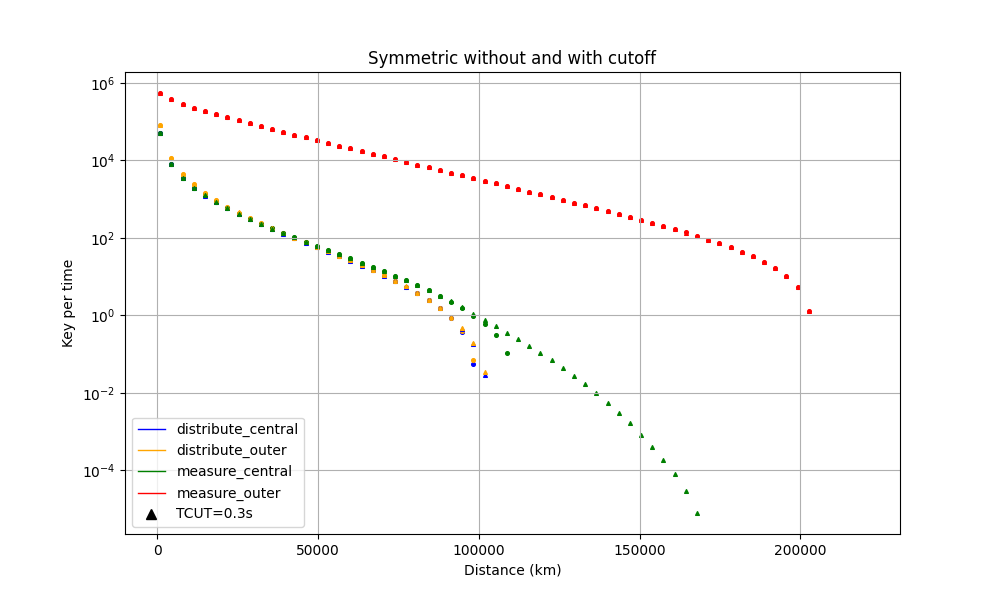 Symmetric without and with cutoff
Key per time
10^6
10^4
10^2
10^0
10^-2
10^-4
distribute_central
distribute_outer
measure_central
measure_outer
TCUT=0.3s
0 50000 100000 150000 200000
Distance (km)